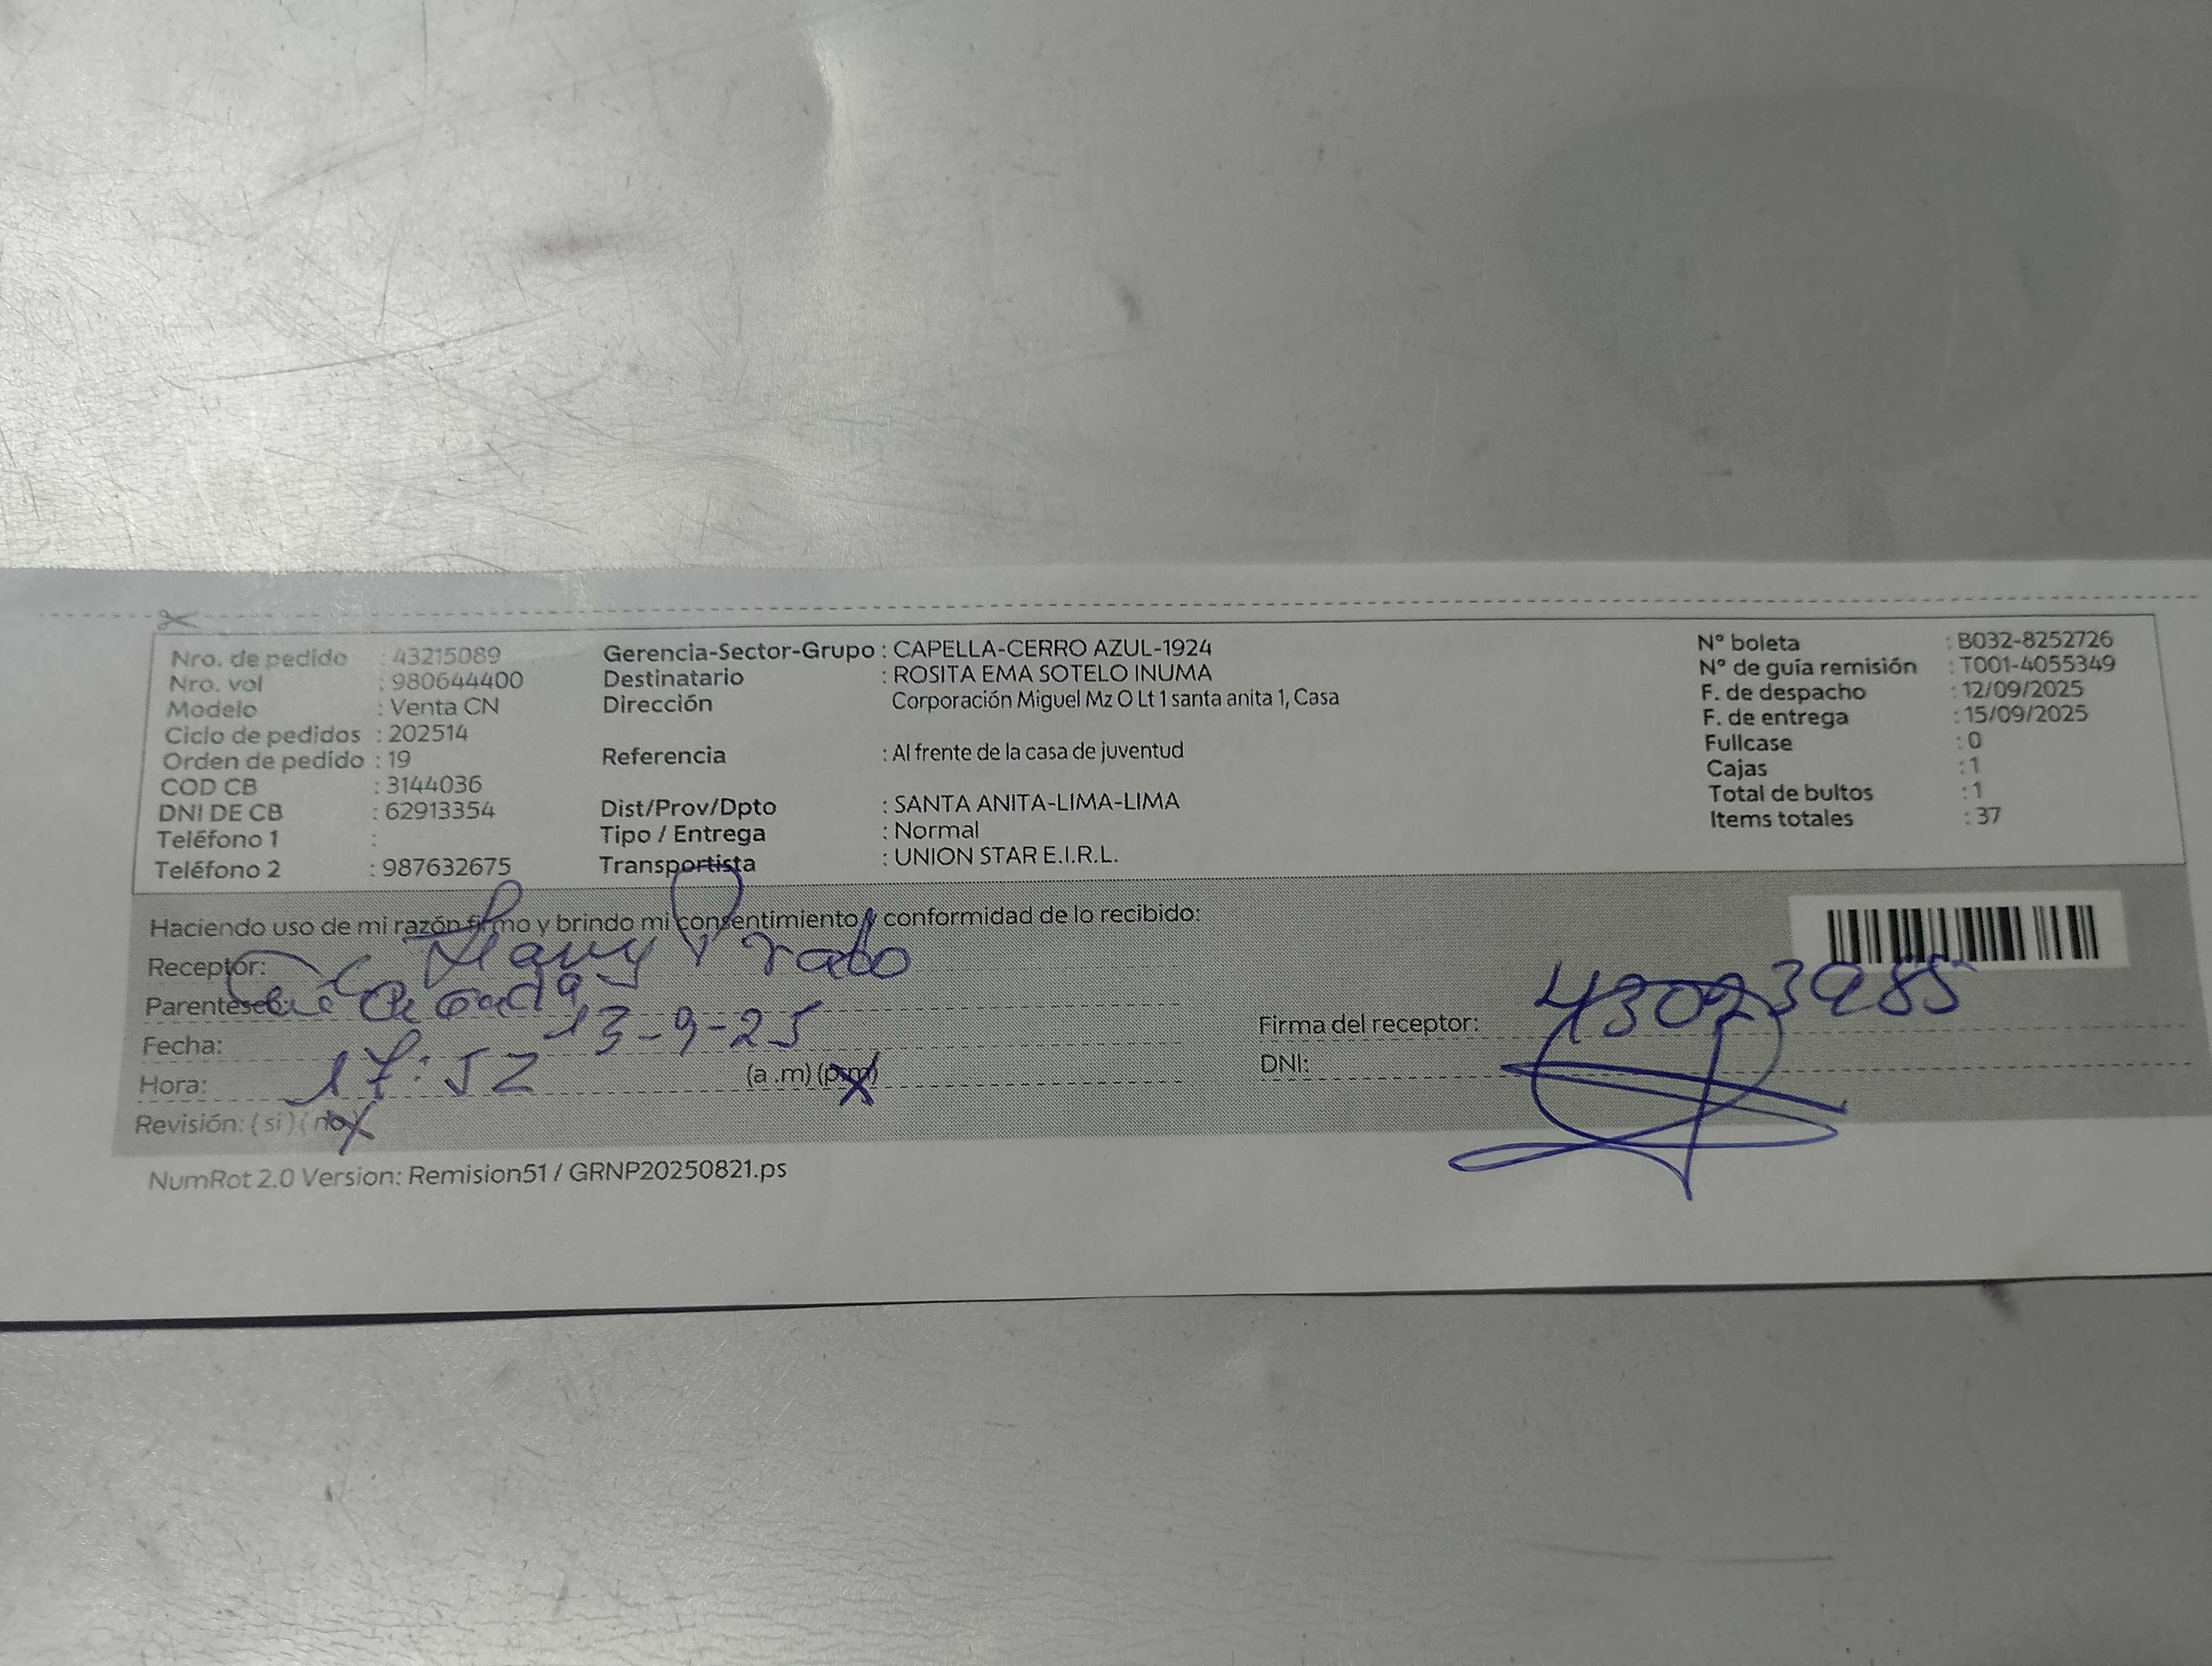 Nro. de pedido : 43215089
Nro. vol : 980644400
Modelo : Venta CN
Ciclo de pedidos : 202514
Orden de pedido : 19
COD CB : 3144036
DNI DE CB : 62913354
Teléfono 1 :
Teléfono 2 : 987632675
Gerencia-Sector-Grupo : CAPELLA-CERRO AZUL-1924
Destinatario : ROSITA EMA SOTELO INUMA
Dirección Corporación Miguel Mz O Lt 1 santa anita 1, Casa
Referencia : Al frente de la casa de juventud
Dist/Prov/Dpto : SANTA ANITA-LIMA-LIMA
Tipo / Entrega : Normal
Transportista : UNION STAR E.I.R.L.
N° boleta : B032-8252726
N° de guía remisión : T001-4055349
F. de despacho : 12/09/2025
F. de entrega : 15/09/2025
Fullcase : 0
Cajas : 1
Total de bultos : 1
Items totales : 37
Haciendo uso de mi razón firmo y brindo mi consentimiento y conformidad de lo recibido:
Receptor:
Parentesco:
Fecha: 13-9-25
Hora: 17:52 (a .m) (p.m)
Revisión: (si) (no)
Firma del receptor: 43023985
DNI:
NumRot 2.0 Version: Remision51 / GRNP20250821.ps